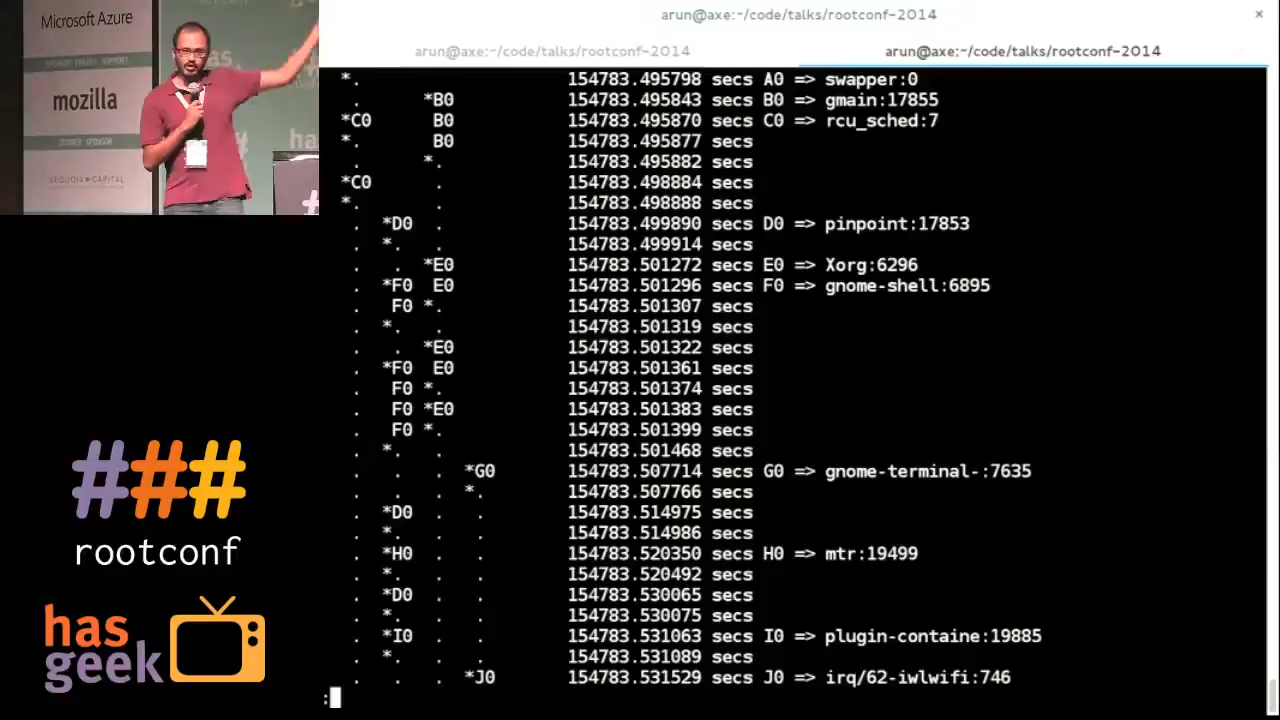 Microsoft Azure
mozilla
SEQUOIA CAPITAL
has
arun@axe:~/code/talks/rootconf-2014
×
arun@axe:~/code/talks/rootconf-2014
arun@axe:~/code/talks/rootconf-2014
*. 154783.495798 secs A0 => swapper:0
. *B0 154783.495843 secs B0 => gmain:17855
*C0 B0 154783.495870 secs C0 => rcu_sched:7
*. B0 154783.495877 secs
. *. 154783.495882 secs
*C0 . 154783.498884 secs
*. . 154783.498888 secs
. *D0 . 154783.499890 secs D0 => pinpoint:17853
. *. . 154783.499914 secs
. . *E0 154783.501272 secs E0 => Xorg:6296
. *F0 E0 154783.501296 secs F0 => gnome-shell:6895
. F0 *. 154783.501307 secs
. *. . 154783.501319 secs
. . *E0 154783.501322 secs
. *F0 E0 154783.501361 secs
. F0 *. 154783.501374 secs
. F0 *E0 154783.501383 secs
. F0 *. 154783.501399 secs
. *. . 154783.501468 secs
. . . *G0 154783.507714 secs G0 => gnome-terminal-:7635
. . . *. 154783.507766 secs
. *D0 . . 154783.514975 secs
. *. . . 154783.514986 secs
. *H0 . . 154783.520350 secs H0 => mtr:19499
. *. . . 154783.520492 secs
. *D0 . . 154783.530065 secs
. *. . . 154783.530075 secs
. *I0 . . 154783.531063 secs I0 => plugin-containe:19885
. *. . . 154783.531089 secs
. . . *J0 154783.531529 secs J0 => irq/62-iwlwifi:746
:
###
rootconf
has
geek